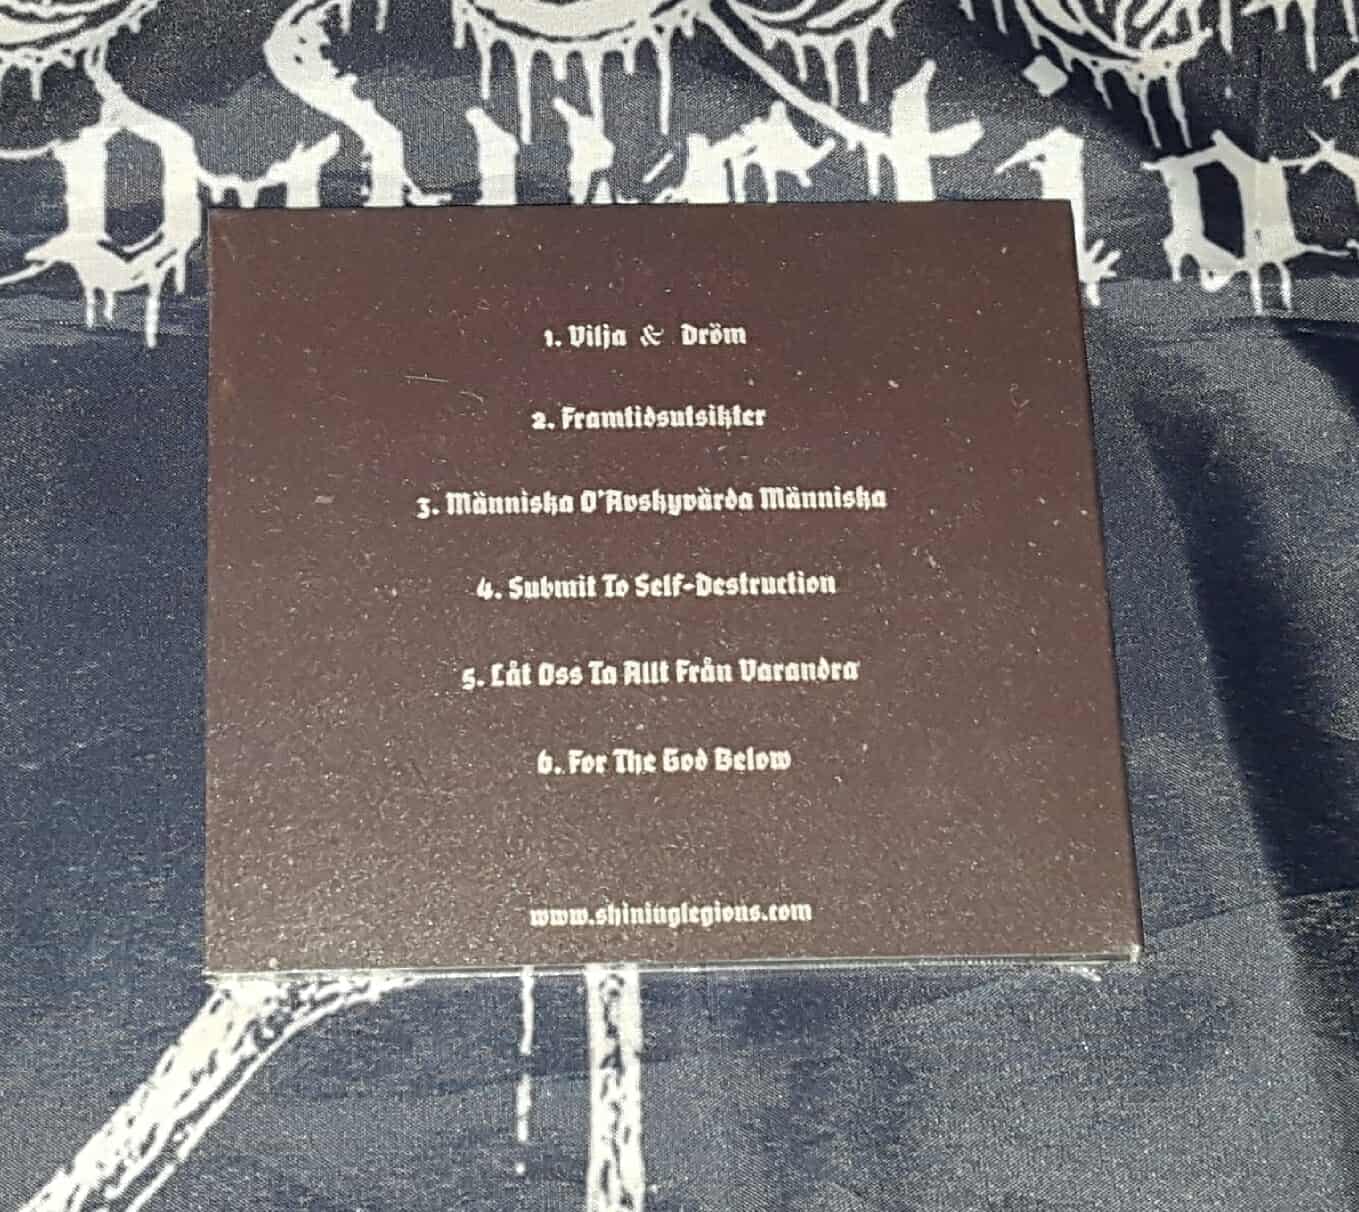 1. Vilja & Dröm
2. Framtidsutsikter
3. Människa O'Avskyvärda Människa
4. Submit To Self-Destruction
5. Låt Oss Ta Allt Från Varandra
6. For The God Below
www.shininglegions.com